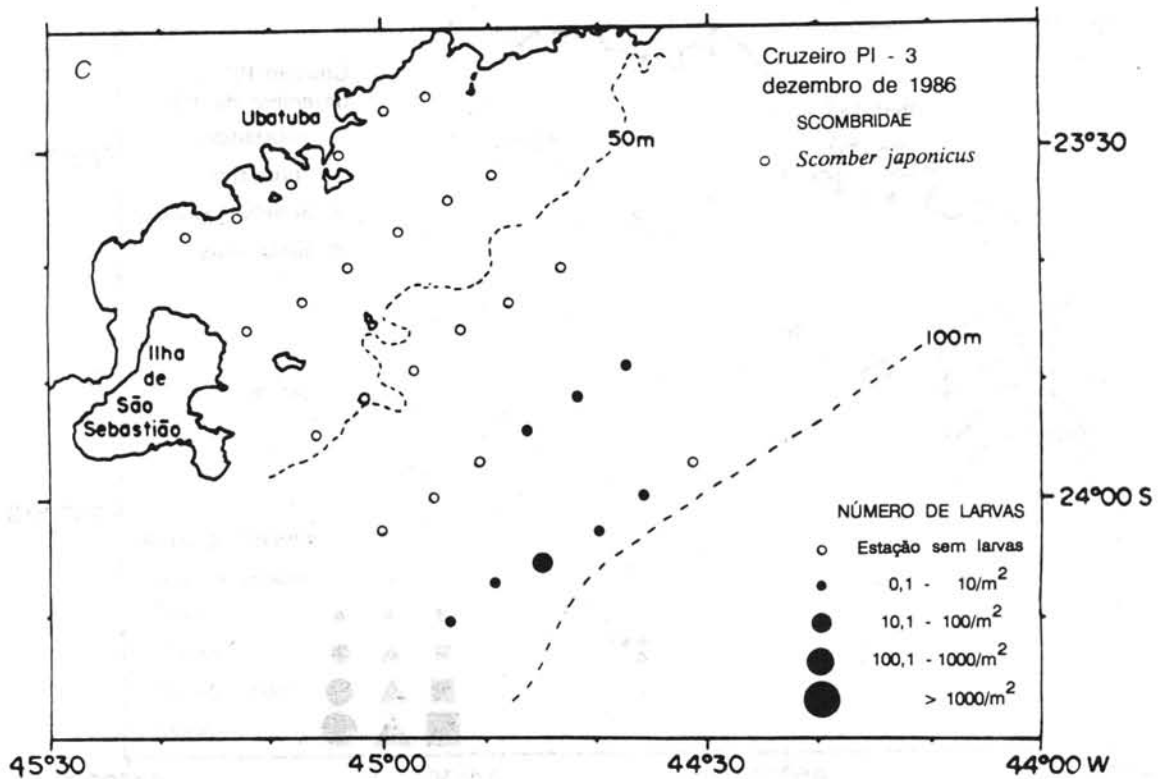 C
Cruzeiro PI - 3
dezembro de 1986
SCOMBRIDAE
○ Scomber japonicus
Ubatuba
50m
23°30
Ilha
de
São
Sebastião
100m
24°00 S
NÚMERO DE LARVAS
○ Estação sem larvas
● 0,1 - 10/m²
● 10,1 - 100/m²
● 100,1 - 1000/m²
● > 1000/m²
45°30
45°00
44°30
44°00 W